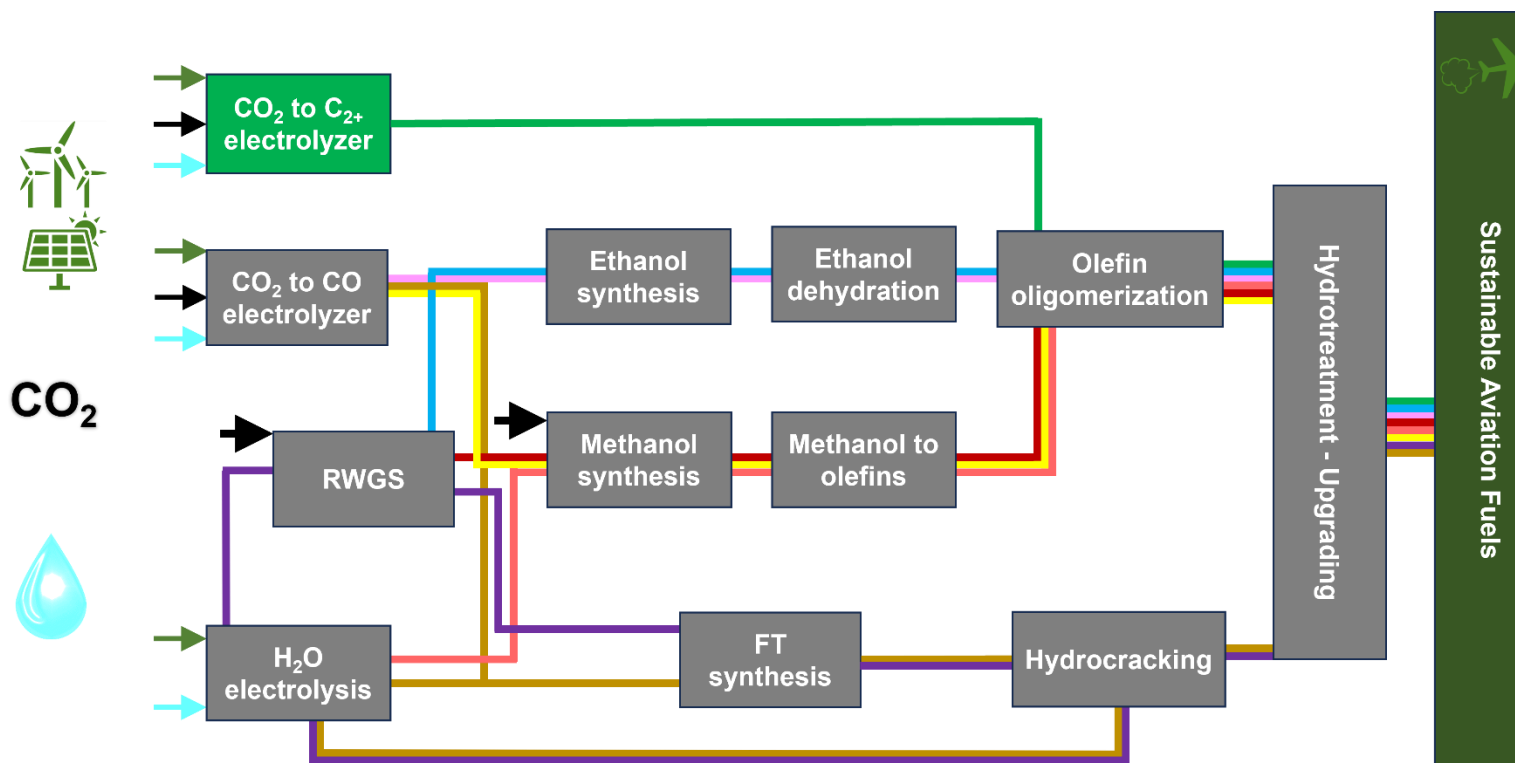 CO₂ to C₂₊
electrolyzer
CO₂ to CO
electrolyzer
Ethanol
synthesis
Ethanol
dehydration
Olefin
oligomerization
CO₂
RWGS
Methanol
synthesis
Methanol to
olefins
H₂O
electrolysis
FT
synthesis
Hydrocracking
Hydrotreatment - Upgrading
Sustainable Aviation Fuels